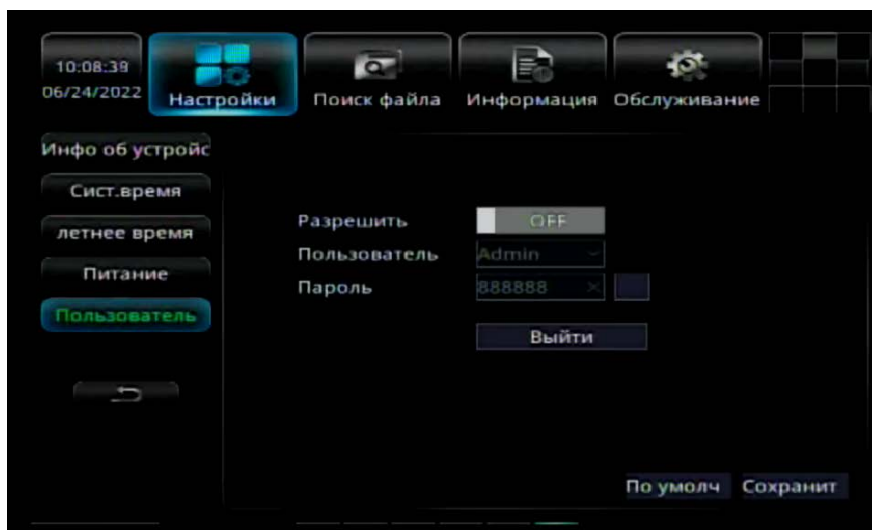 10:08:39
06/24/2022
Настройки
Поиск файла
Информация
Обслуживание
Инфо об устройс
Сист.время
летнее время
Питание
Пользователь
Разрешить OFF
Пользователь Admin
Пароль 888888
Выйти
По умолч Сохранит